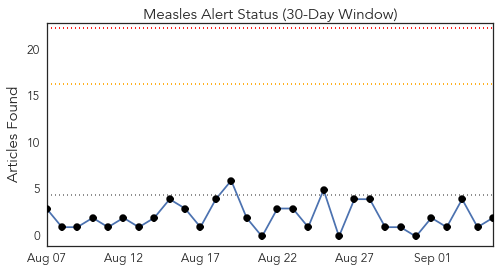 Measles Alert Status (30-Day Window)
Articles Found
20
15
10
5
0
Aug 07 Aug 12 Aug 17 Aug 22 Aug 27 Sep 01